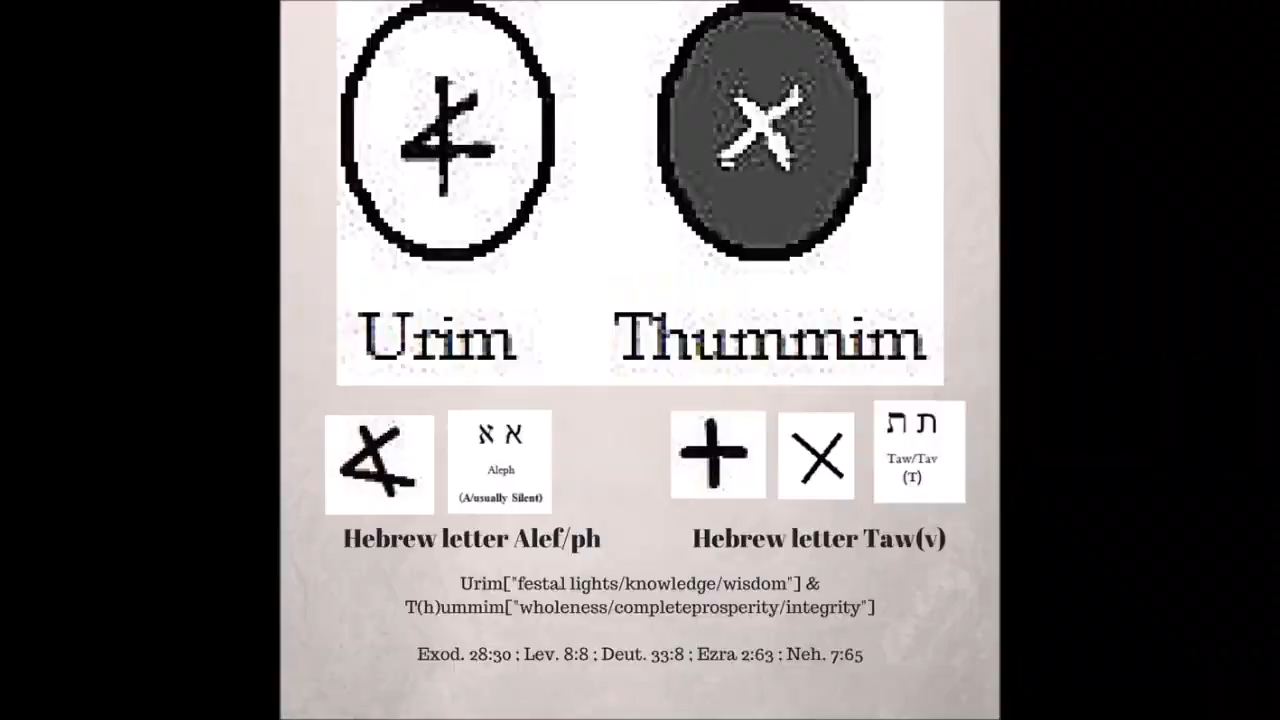 Urim Thummim
א א
Aleph
(A/usually Silent)
ת ת
Taw/Tav
(T)
Hebrew letter Alef/ph
Hebrew letter Taw(v)
Urim["festal lights/knowledge/wisdom"] &
T(h)ummim["wholeness/completeprosperity/integrity"]
Exod. 28:30 ; Lev. 8:8 ; Deut. 33:8 ; Ezra 2:63 ; Neh. 7:65